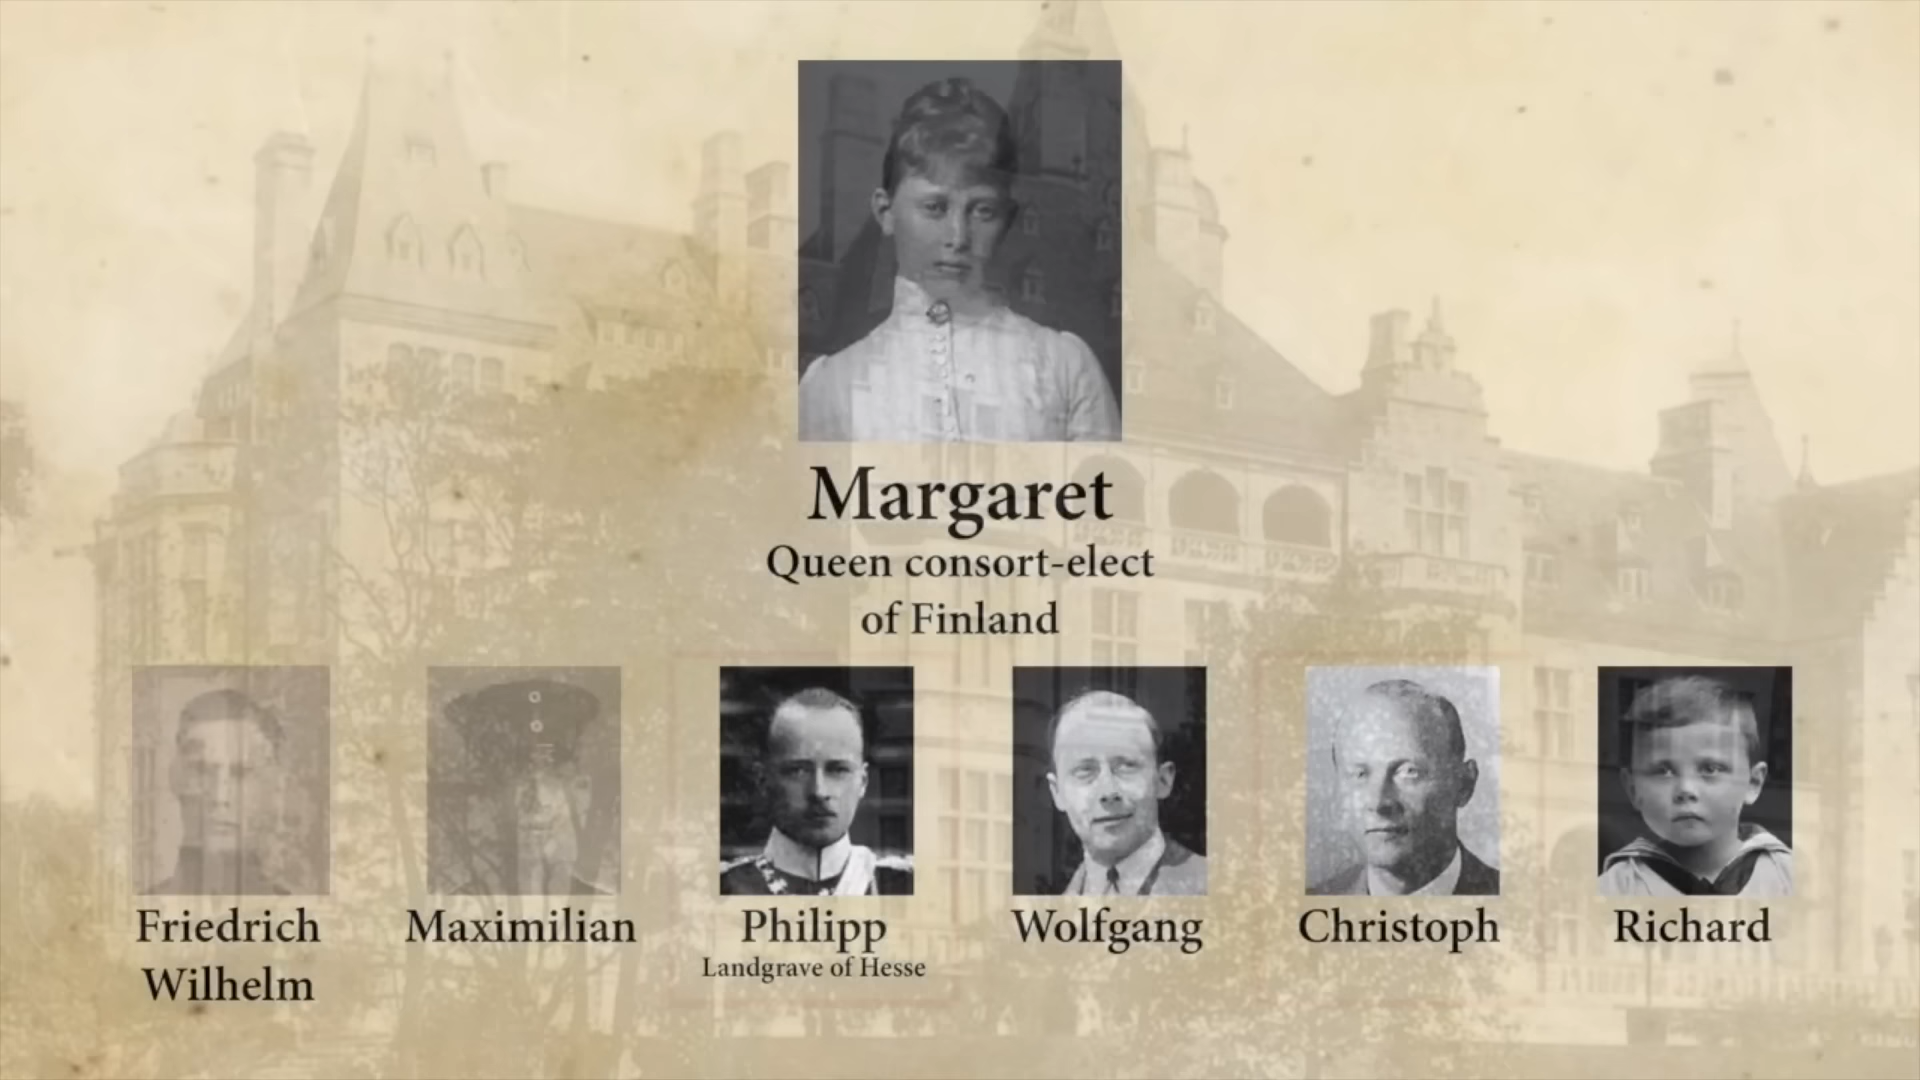 Margaret
Queen consort-elect
of Finland
Friedrich
Wilhelm
Maximilian
Philipp
Landgrave of Hesse
Wolfgang
Christoph
Richard